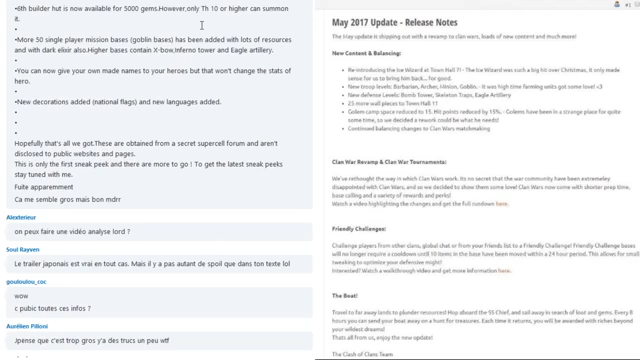 •6th builder hut is now available for 5000 gems.However,only Th 10 or higher can summon
it.
•
•More 50 single player mission bases (goblin bases) has been added with lots of resources
and with dark elixir also.Higher bases contain X-bow,Inferno tower and Eagle artillery.
•
•You can now give your own made names to your heroes but that won't change the stats of
hero.
•
•New decorations added (national flags) and new languages added.
•
•
•
Hopefully that's all we got.These are obtained from a secret supercell forum and aren't
disclosed to public websites and pages.
This is only the first sneak peek and there are more to go ! To get the latest sneak peeks
stay tuned with me.
Fuite apparemment
Ca me semble gros mais bon mdrr
Alexterieur
on peux faire une vidéo analyse lord ?
Soul Rayven
Le trailer japonais est vrai en tout cas. Mais il y a pas autant de spoil que dans ton texte lol
gouloulou_coc
wow
c pubic toutes ces infos ?
Aurélien Pilloni
J.pense que c'est trop gros y'a des trucs un peu wtf
May 2017 Update - Release Notes
The May update is shipping out with a revamp to clan wars, loads of new content and much more!
New Content & Balancing:
• Re-introducing the Ice Wizard at Town Hall 7! - The Ice Wizard was such a big hit over Christmas, it only made
sense for us to bring him back... for good.
• New troop levels: Barbarian, Archer, Minion, Goblin. - It was high time farming units got some love! <3
• New defense Levels: Bomb Tower, Skeleton Traps, Eagle Artillery
• 25 more wall pieces to Town Hall 11
• Golem camp space reduced to 15. Hit points reduced by 15%. - Golems have been in a strange place for quite
some time, so we decided a rework could be what he needs!
• Continued balancing changes to Clan Wars matchmaking
Clan War Revamp & Clan War Tournaments:
We've rethought the way in which Clan Wars work. Its no secret that the war community have been extremeley
disappointed with Clan Wars, and so we decided to show them some love! Clan Wars now come with shorter prep time,
base calling and a variety of rewards and perks!
Watch a video highlighting the changes and get the full rundown here.
Friendly Challenges:
Challenge players from other clans, global chat or from your friends list to a Friendly Challenge! Friendly Challenge bases
will no longer require a cooldown until 10 items in the base have been moved within a 24 hour period. This allows for small
tweaking to optimize your defensive might!
Interested? Watch a walkthrough video and get more information here.
The Boat!
Travel to far away lands to plunder resources! Hop aboard the SS Chief, and sail away in search of loot and gems. Every 8
hours you can send your boat away on a hunt for treasures. Each time it returns, you will be awarded with riches beyond
your wildest dreams!
Thats all from us, enjoy the new update!
The Clash of Clans Team